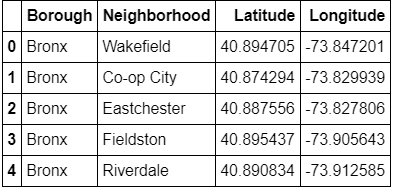 Borough Neighborhood Latitude Longitude
0 Bronx Wakefield 40.894705 -73.847201
1 Bronx Co-op City 40.874294 -73.829939
2 Bronx Eastchester 40.887556 -73.827806
3 Bronx Fieldston 40.895437 -73.905643
4 Bronx Riverdale 40.890834 -73.912585